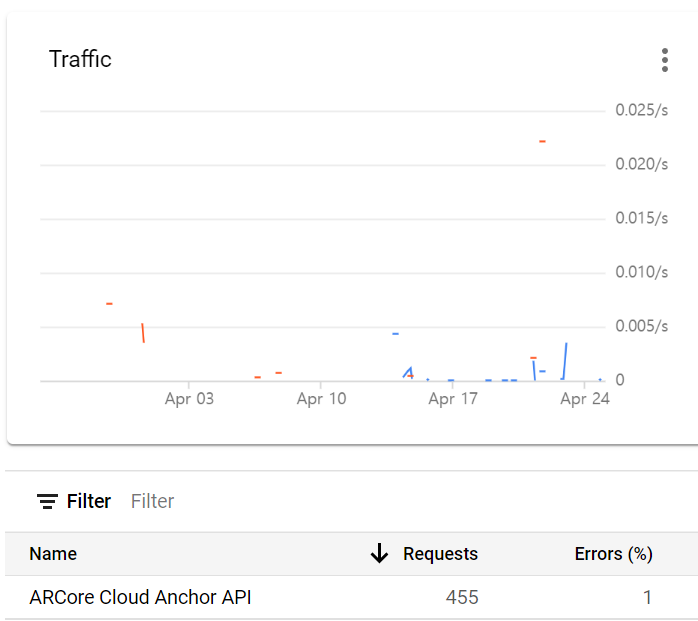 Traffic
0.025/s
0.020/s
0.015/s
0.010/s
0.005/s
0
Apr 03 Apr 10 Apr 17 Apr 24
Filter Filter
Name Requests Errors (%)
ARCore Cloud Anchor API 455 1